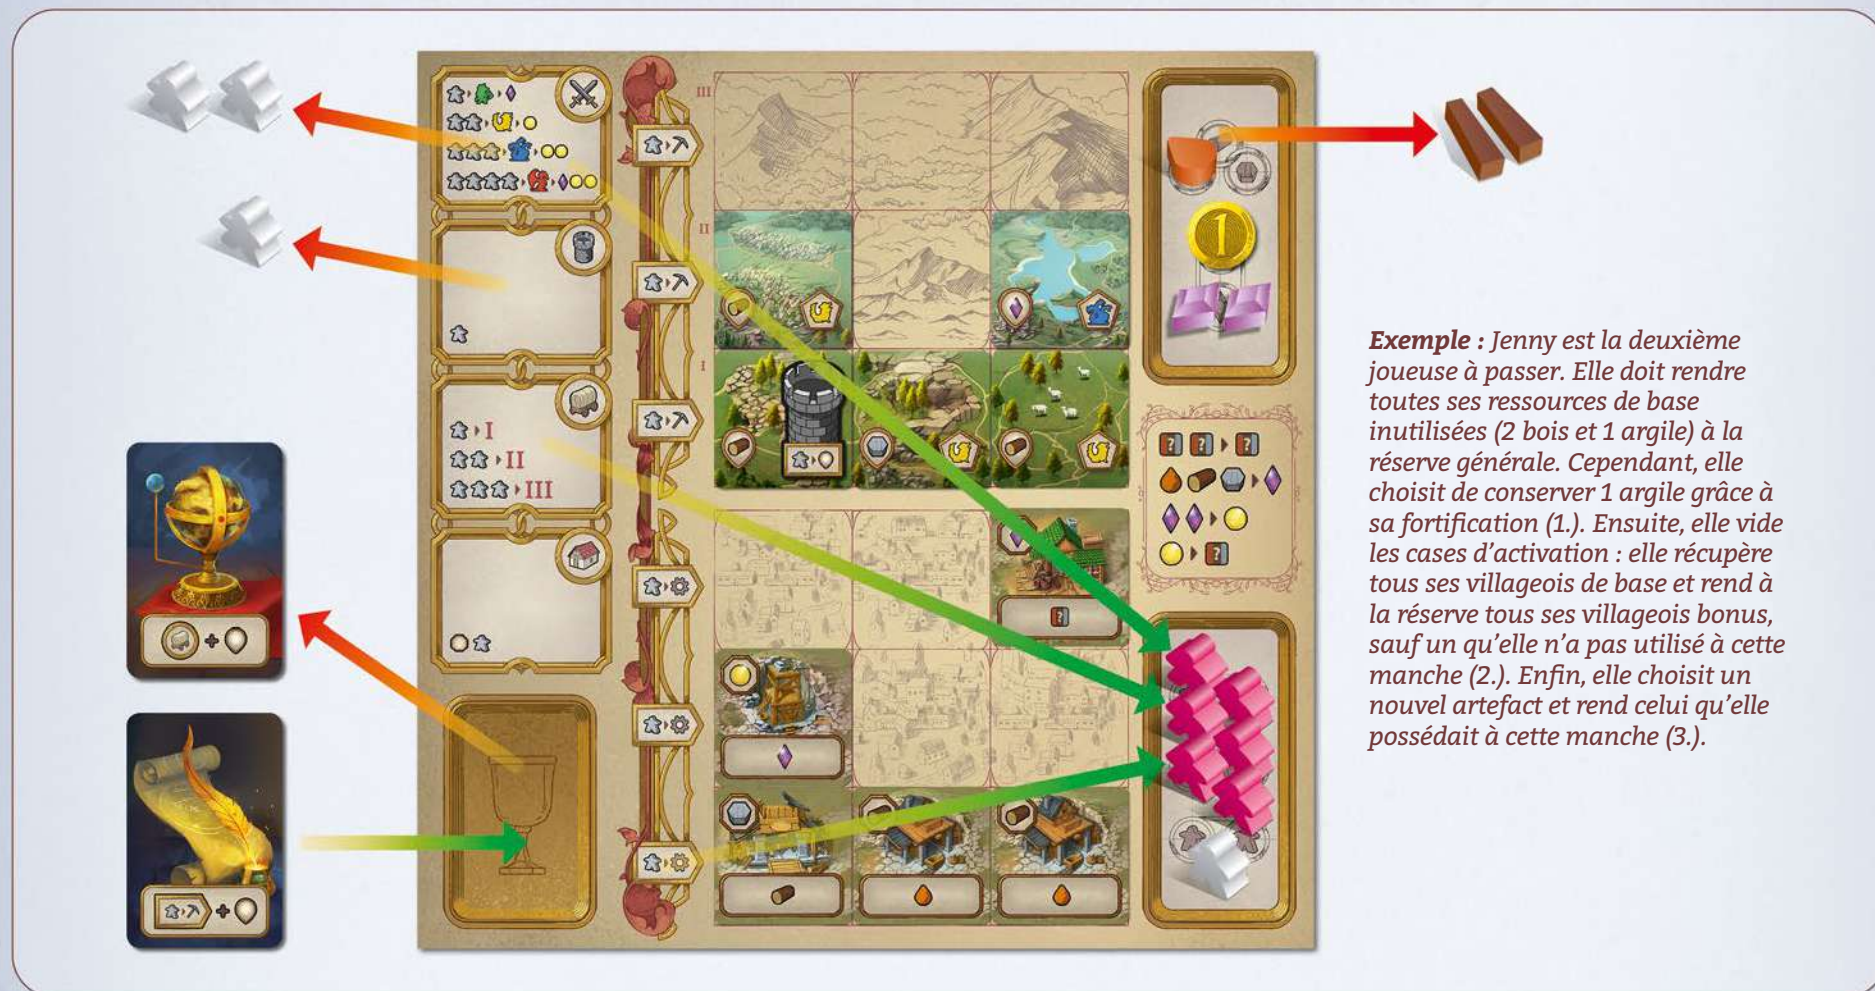 III
II
I
I
II
III
1
? ? ?
?
?
Exemple : Jenny est la deuxième
joueuse à passer. Elle doit rendre
toutes ses ressources de base
inutilisées (2 bois et 1 argile) à la
réserve générale. Cependant, elle
choisit de conserver 1 argile grâce à
sa fortification (1.). Ensuite, elle vide
les cases d’activation : elle récupère
tous ses villageois de base et rend à
la réserve tous ses villageois bonus,
sauf un qu’elle n’a pas utilisé à cette
manche (2.). Enfin, elle choisit un
nouvel artefact et rend celui qu’elle
possédait à cette manche (3.).